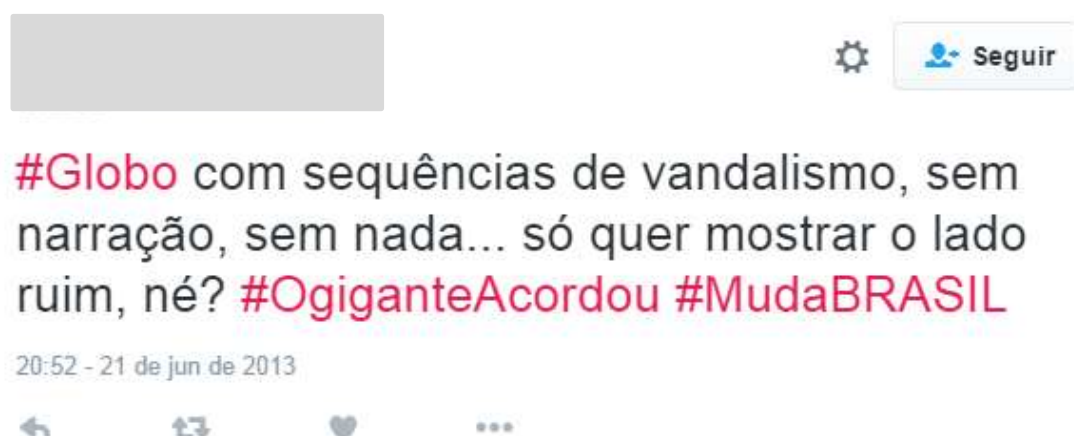 Seguir
#Globo com sequências de vandalismo, sem
narração, sem nada... só quer mostrar o lado
ruim, né? #OgiganteAcordou #MudaBRASIL
20:52 - 21 de jun de 2013